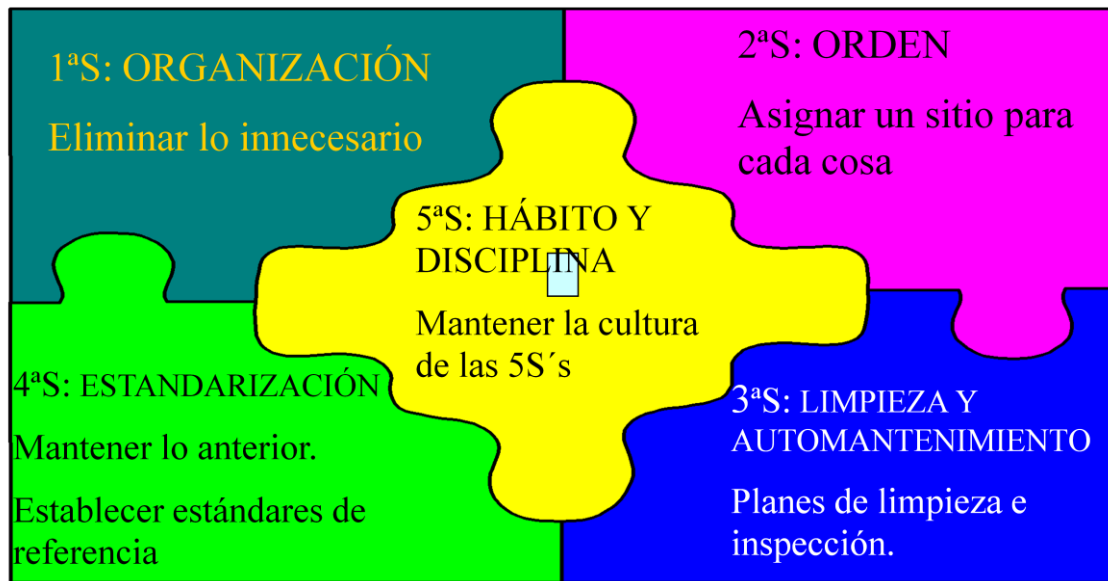 1ªS: ORGANIZACIÓN
Eliminar lo innecesario
2ªS: ORDEN
Asignar un sitio para
cada cosa
5ªS: HÁBITO Y
DISCIPLINA
Mantener la cultura
de las 5S´s
4ªS: ESTANDARIZACIÓN
Mantener lo anterior.
Establecer estándares de
referencia
3ªS: LIMPIEZA Y
AUTOMANTENIMIENTO
Planes de limpieza e
inspección.